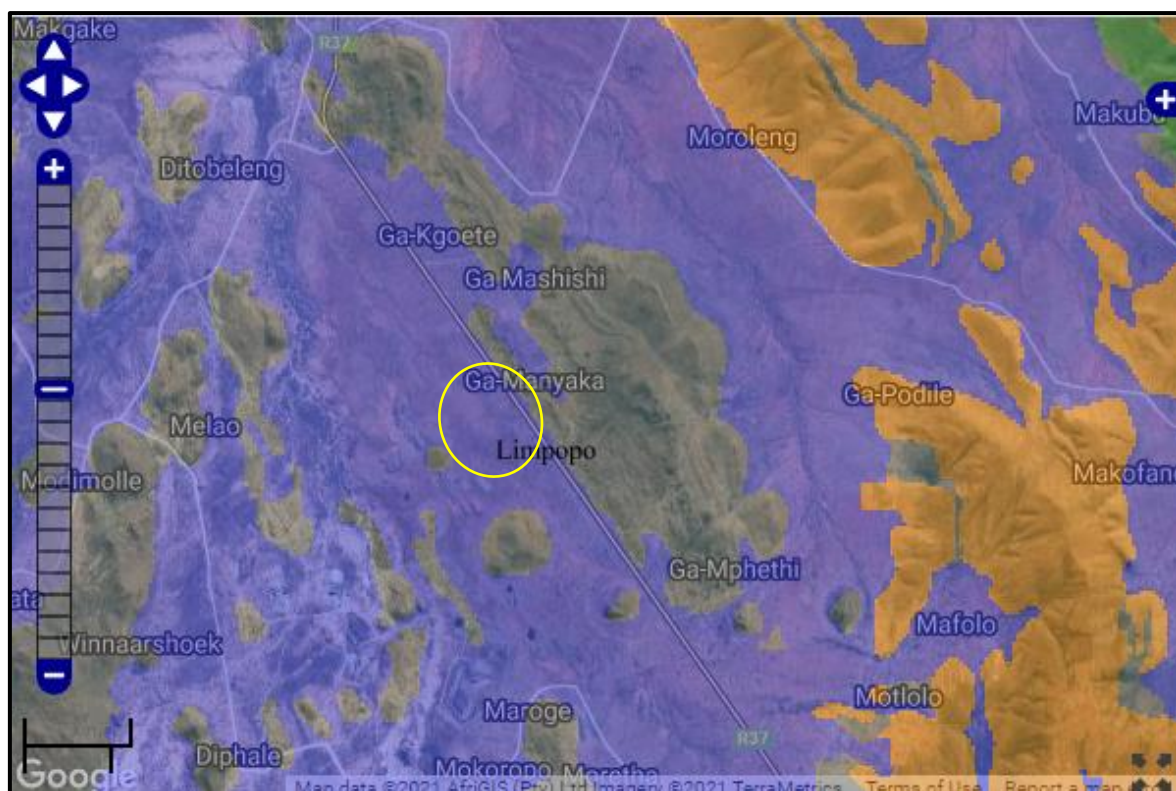 Makgake
R37
Ditobeleng
Moroleng
Makubu
Ga-Kgoete
Ga Mashishi
Ga-Manyaka
Ga-Podile
Melao
Limpopo
Modimolle
Makofane
Ga-Mphethi
Mafolo
Winnaarshoek
Motlolo
Maroge
R37
Diphale
Mokoropo
Google
Map data ©2021 AfriGIS (Pty) Ltd Imagery ©2021 TerraMetrics
Terms of Use
Report a map